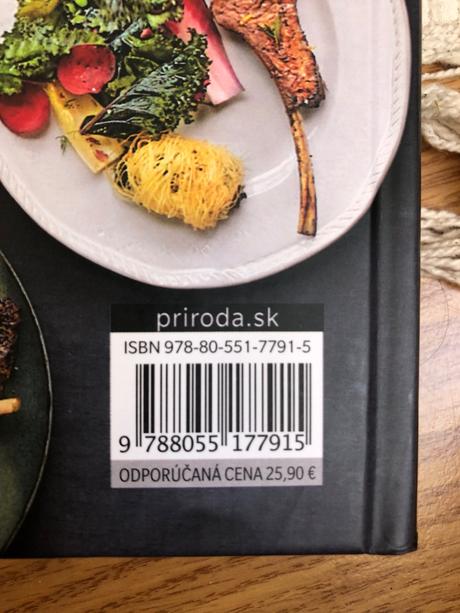 priroda.sk
ISBN 978-80-551-7791-5
9 788055 177915
ODPORÚČANÁ CENA 25,90 €